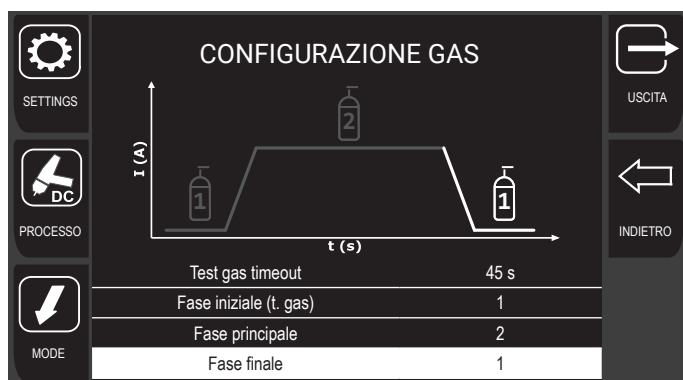 CONFIGURAZIONE GAS
SETTINGS
USCITA
2
I (A)
DC
1
1
PROCESSO
INDIETRO
t (s)
Test gas timeout 45 s
Fase iniziale (t. gas) 1
Fase principale 2
MODE
Fase finale 1